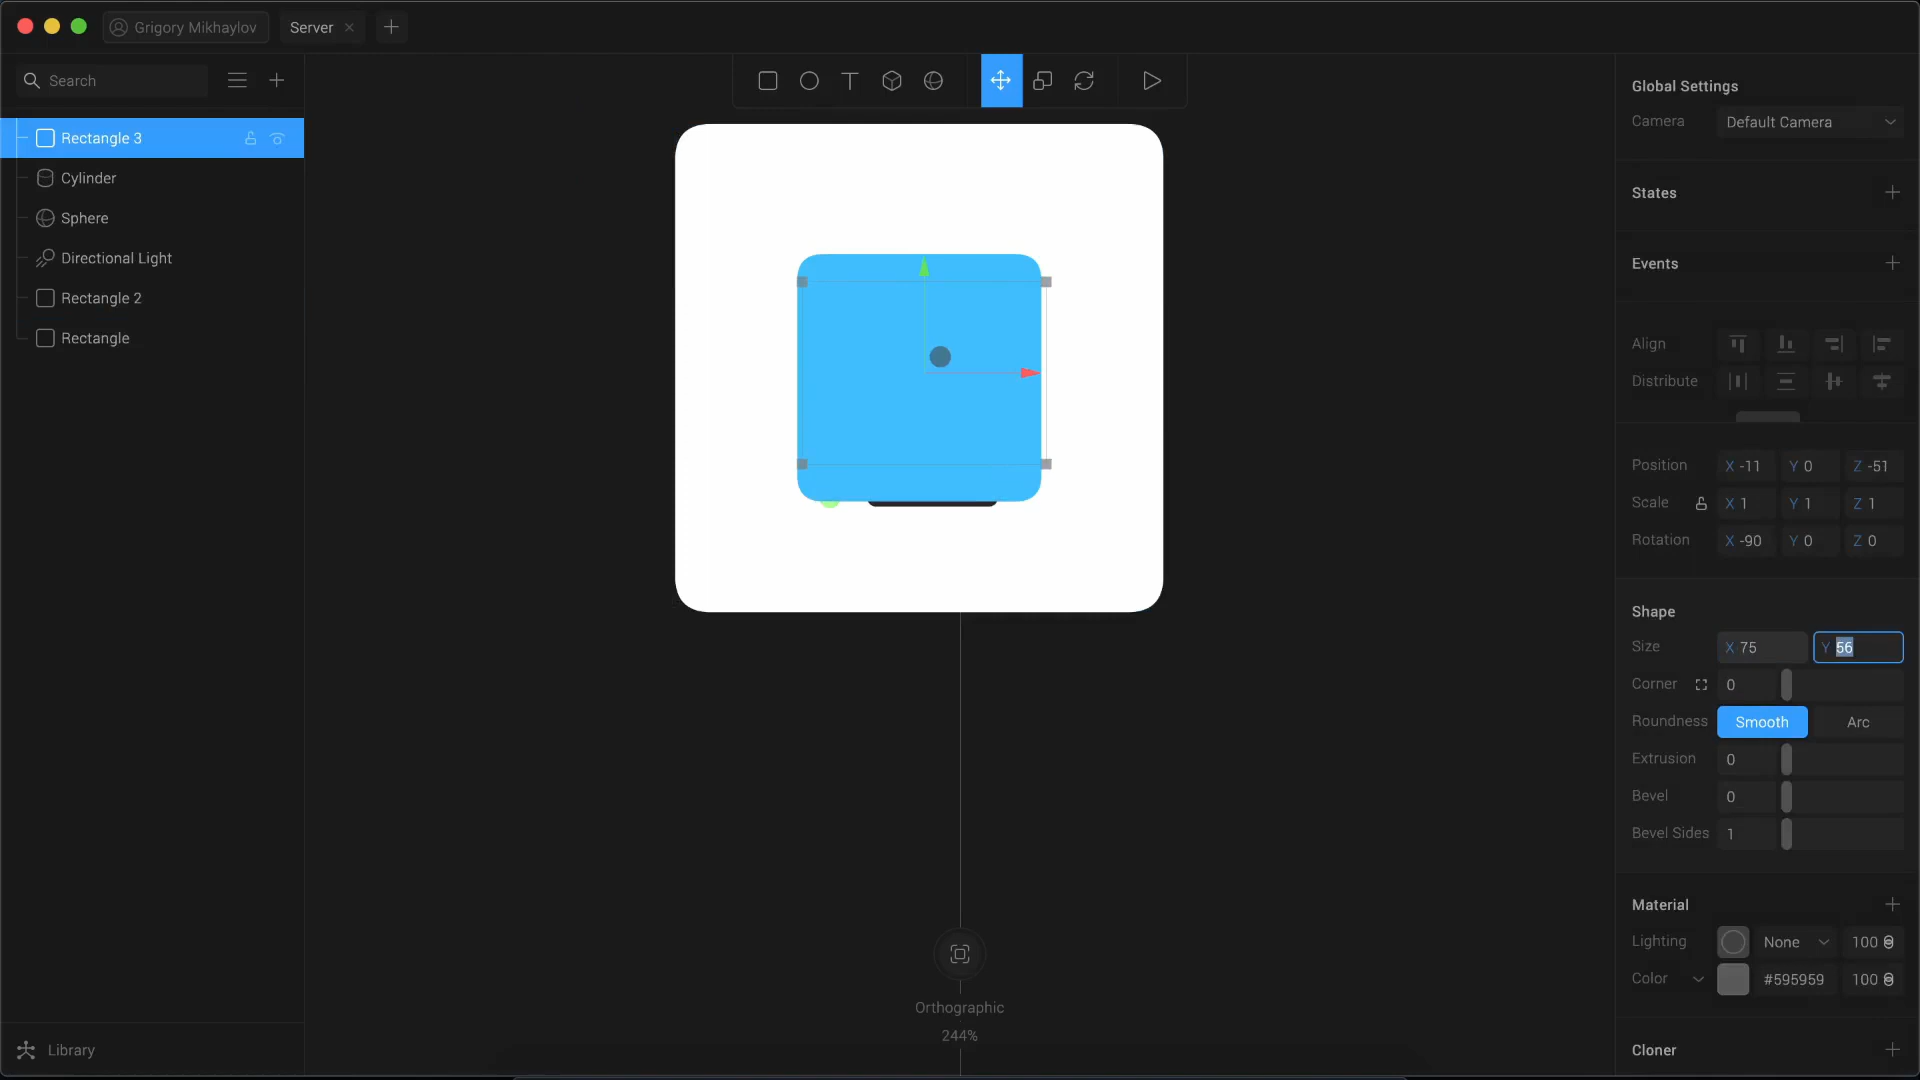 Grigory Mikhaylov
Server
Search
Rectangle 3
Cylinder
Sphere
Directional Light
Rectangle 2
Rectangle
Library
Orthographic
244%
Global Settings
Camera Default Camera
States
Events
Align
Distribute
Position X -11 Y 0 Z -51
Scale X 1 Y 1 Z 1
Rotation X -90 Y 0 Z 0
Shape
Size X 75 Y 56
Corner 0
Roundness Smooth Arc
Extrusion 0
Bevel 0
Bevel Sides 1
Material
Lighting None 100
Color #595959 100
Cloner